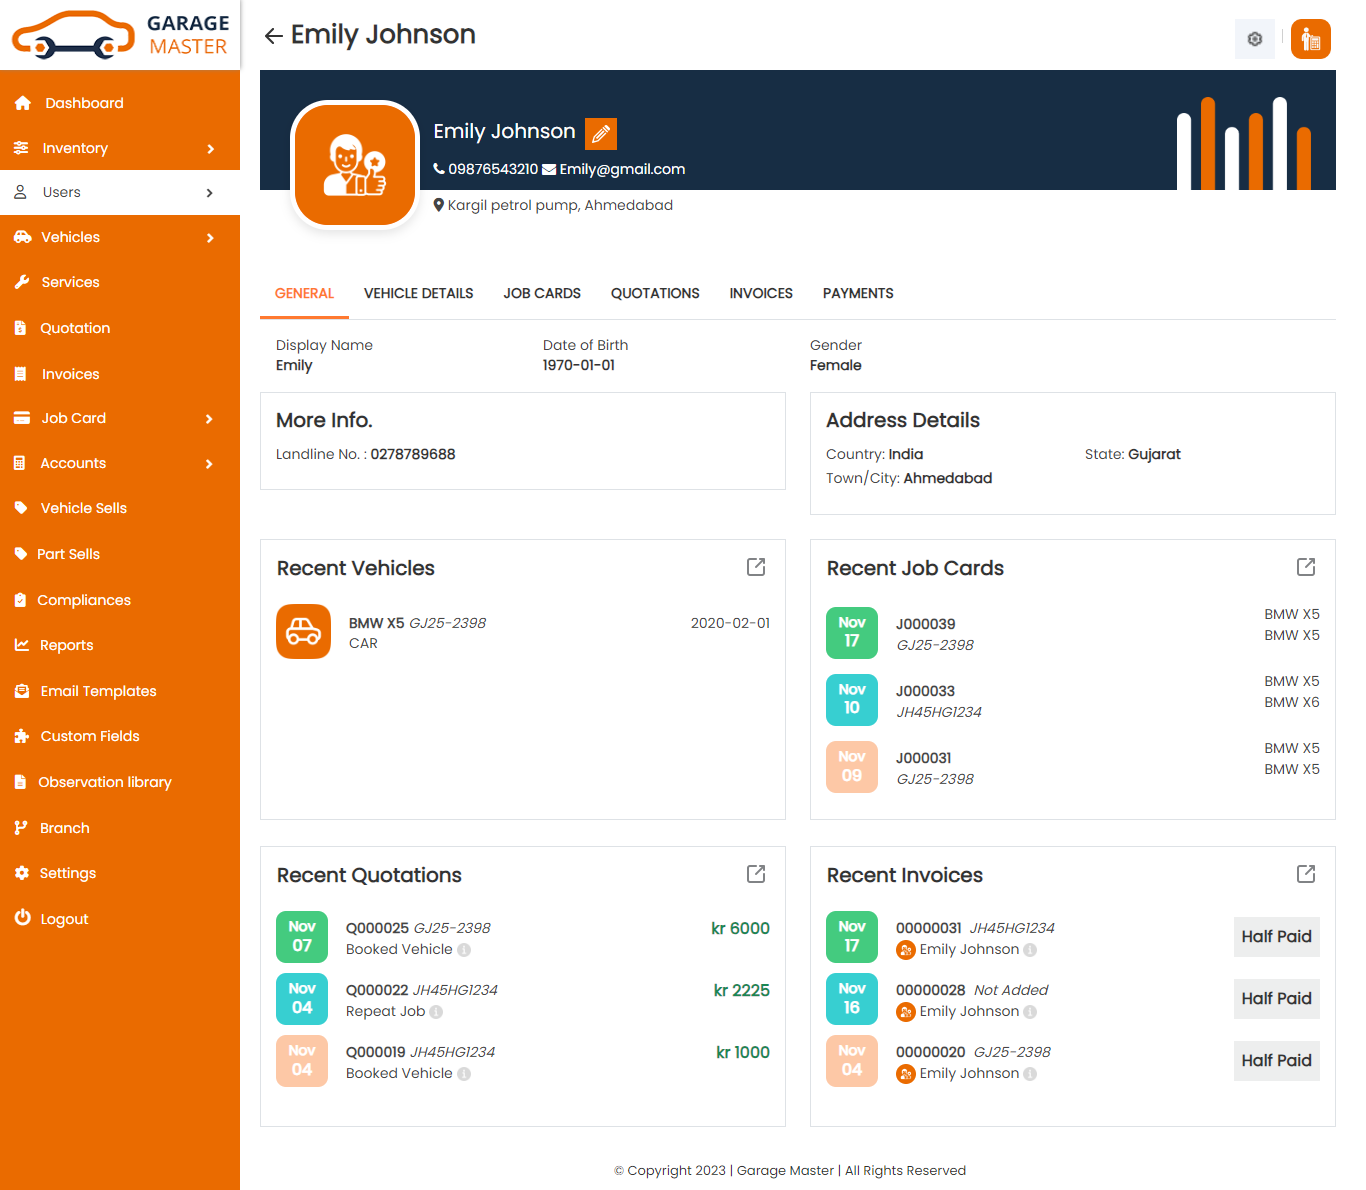 GARAGE
MASTER
Dashboard
Inventory
Users
Vehicles
Services
Quotation
Invoices
Job Card
Accounts
Vehicle Sells
Part Sells
Compliances
Reports
Email Templates
Custom Fields
Observation library
Branch
Settings
Logout
Emily Johnson
Emily Johnson
09876543210 Emily@gmail.com
Kargil petrol pump, Ahmedabad
GENERAL VEHICLE DETAILS JOB CARDS QUOTATIONS INVOICES PAYMENTS
Display Name Date of Birth Gender
Emily 1970-01-01 Female
More Info.
Landline No. : 0278789688
Address Details
Country: India State: Gujarat
Town/City: Ahmedabad
Recent Vehicles
BMW X5 GJ25-2398 2020-02-01
CAR
Recent Job Cards
Nov 17
J000039 BMW X5
GJ25-2398 BMW X5
Nov 10
J000033 BMW X5
JH45HG1234 BMW X6
Nov 09
J000031 BMW X5
GJ25-2398 BMW X5
Recent Quotations
Nov 07
Q000025 GJ25-2398 kr 6000
Booked Vehicle
Nov 04
Q000022 JH45HG1234 kr 2225
Repeat Job
Nov 04
Q000019 JH45HG1234 kr 1000
Booked Vehicle
Recent Invoices
Nov 17
00000031 JH45HG1234 Half Paid
Emily Johnson
Nov 16
00000028 Not Added Half Paid
Emily Johnson
Nov 04
00000020 GJ25-2398 Half Paid
Emily Johnson
© Copyright 2023 | Garage Master | All Rights Reserved